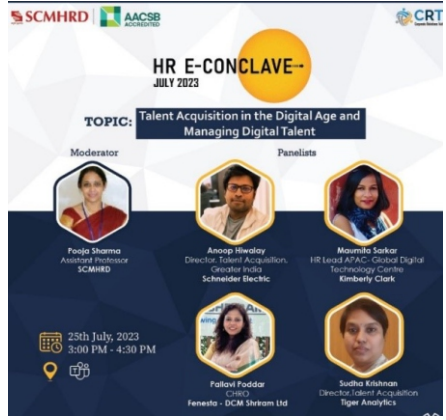 SCMHRD
AACSB
ACCREDITED
CRT
HR E-CONCLAVE
JULY 2023
TOPIC:
Talent Acquisition in the Digital Age and
Managing Digital Talent
Moderator
Panelists
Pooja Sharma
Assistant Professor
SCMHRD
Anoop Hiwalay
Director, Talent Acquisition,
Greater India
Schneider Electric
Maumita Sarkar
HR Lead APAC- Global Digital
Technology Centre
Kimberly Clark
25th July, 2023
3:00 PM - 4:30 PM
Pallavi Poddar
CHRO
Fenesta - DCM Shriram Ltd
Sudha Krishnan
Director,Talent Acquisition
Tiger Analytics